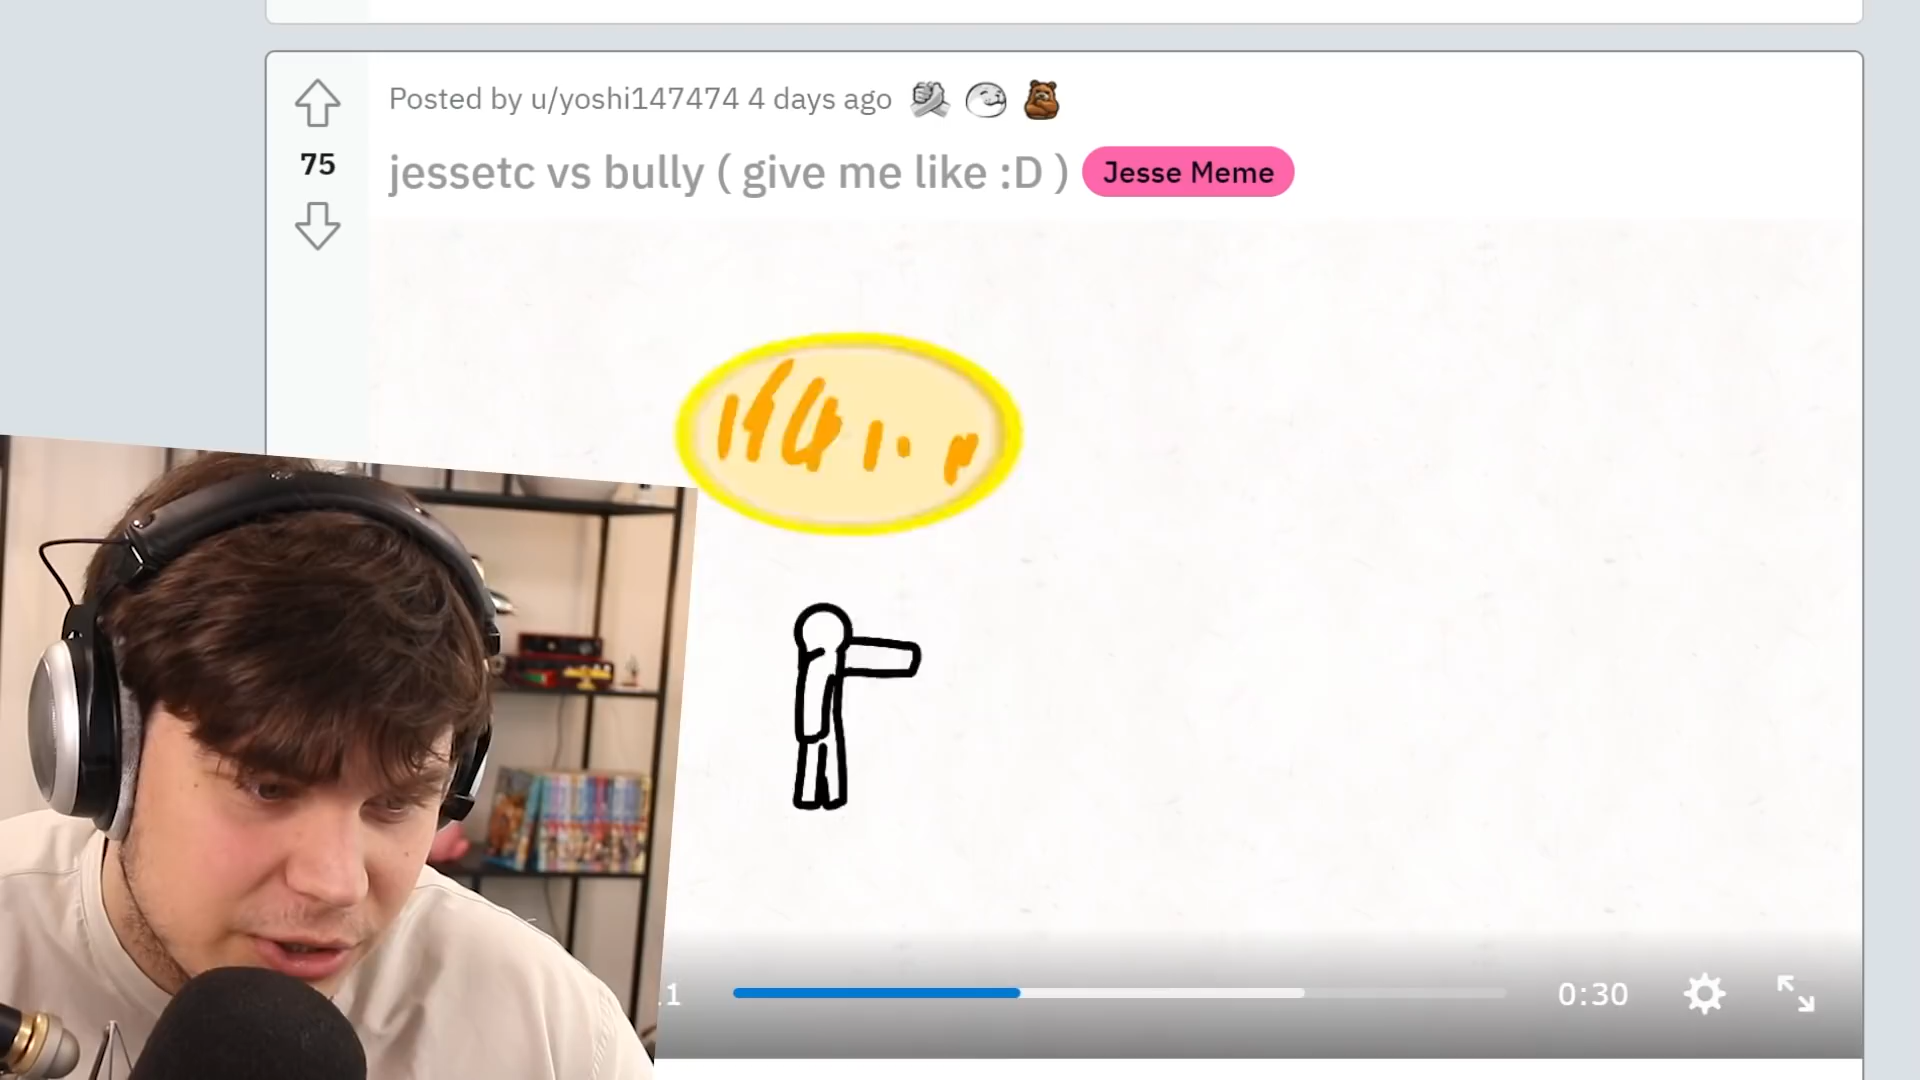 Posted by u/yoshi147474 4 days ago
75
jessetc vs bully ( give me like :D ) Jesse Meme
0:30